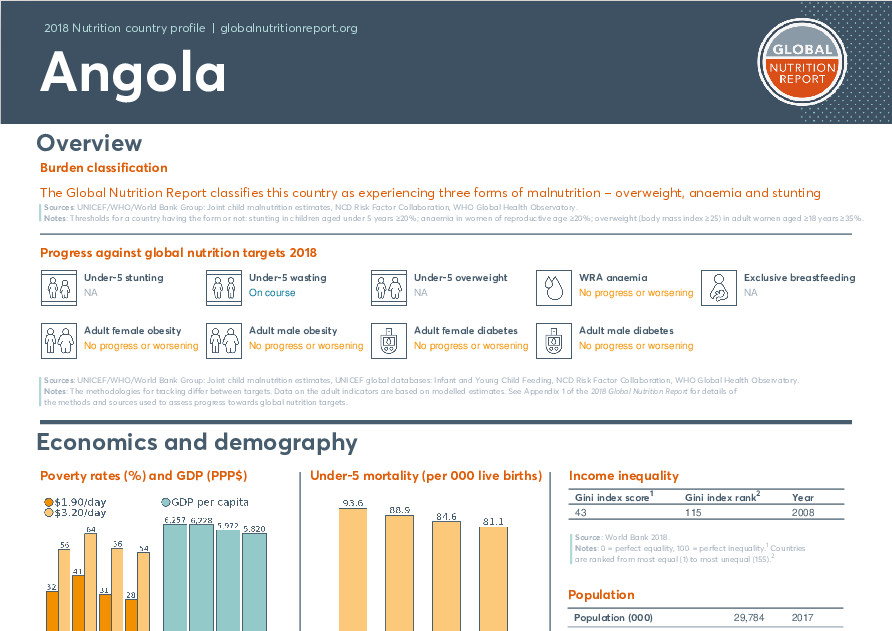 2018 Nutrition country profile | globalnutritionreport.org
Angola
GLOBAL
NUTRITION
REPORT
Overview
Burden classification
The Global Nutrition Report classifies this country as experiencing three forms of malnutrition – overweight, anaemia and stunting
Sources: UNICEF/WHO/World Bank Group: Joint child malnutrition estimates, NCD Risk Factor Collaboration, WHO Global Health Observatory.
Notes: Thresholds for a country having the form or not: stunting in children aged under 5 years ≥20%; anaemia in women of reproductive age ≥20%; overweight (body mass index ≥25) in adult women aged ≥18 years ≥35%.
Progress against global nutrition targets 2018
Under-5 stunting
NA
Under-5 wasting
On course
Under-5 overweight
NA
WRA anaemia
No progress or worsening
Exclusive breastfeeding
NA
Adult female obesity
No progress or worsening
Adult male obesity
No progress or worsening
Adult female diabetes
No progress or worsening
Adult male diabetes
No progress or worsening
Sources: UNICEF/WHO/World Bank Group: Joint child malnutrition estimates, UNICEF global databases: Infant and Young Child Feeding, NCD Risk Factor Collaboration, WHO Global Health Observatory.
Notes: The methodologies for tracking differ between targets. Data on the adult indicators are based on modelled estimates. See Appendix 1 of the 2018 Global Nutrition Report for details of
the methods and sources used to assess progress towards global nutrition targets.
Economics and demography
Poverty rates (%) and GDP (PPP$)
$1.90/day
$3.20/day
GDP per capita
32
56
41
64
31
56
28
54
6,257
6,228
5,972
5,820
Under-5 mortality (per 000 live births)
93.6
88.9
84.6
81.1
Income inequality
Gini index score1 Gini index rank2 Year
43 115 2008
Source: World Bank 2018.
Notes: 0 = perfect equality, 100 = perfect inequality.1 Countries
are ranked from most equal (1) to most unequal (155).2
Population
Population (000) 29,784 2017